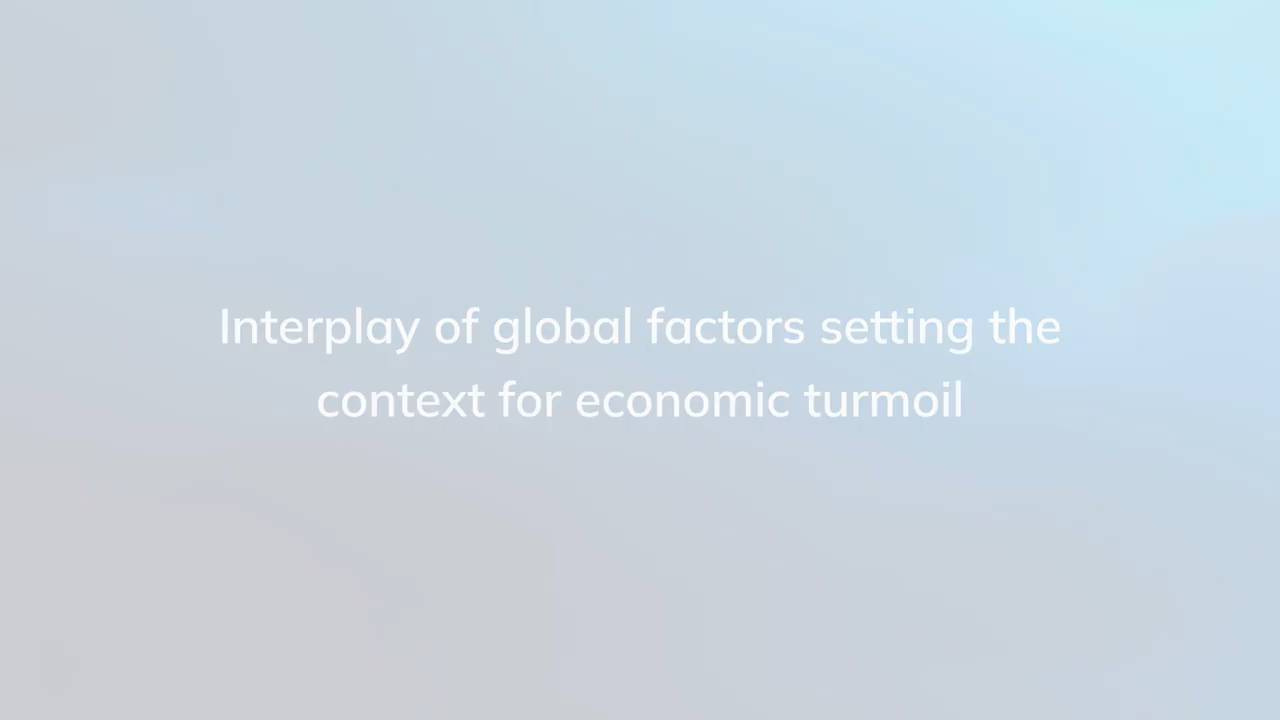 Interplay of global factors setting the
context for economic turmoil